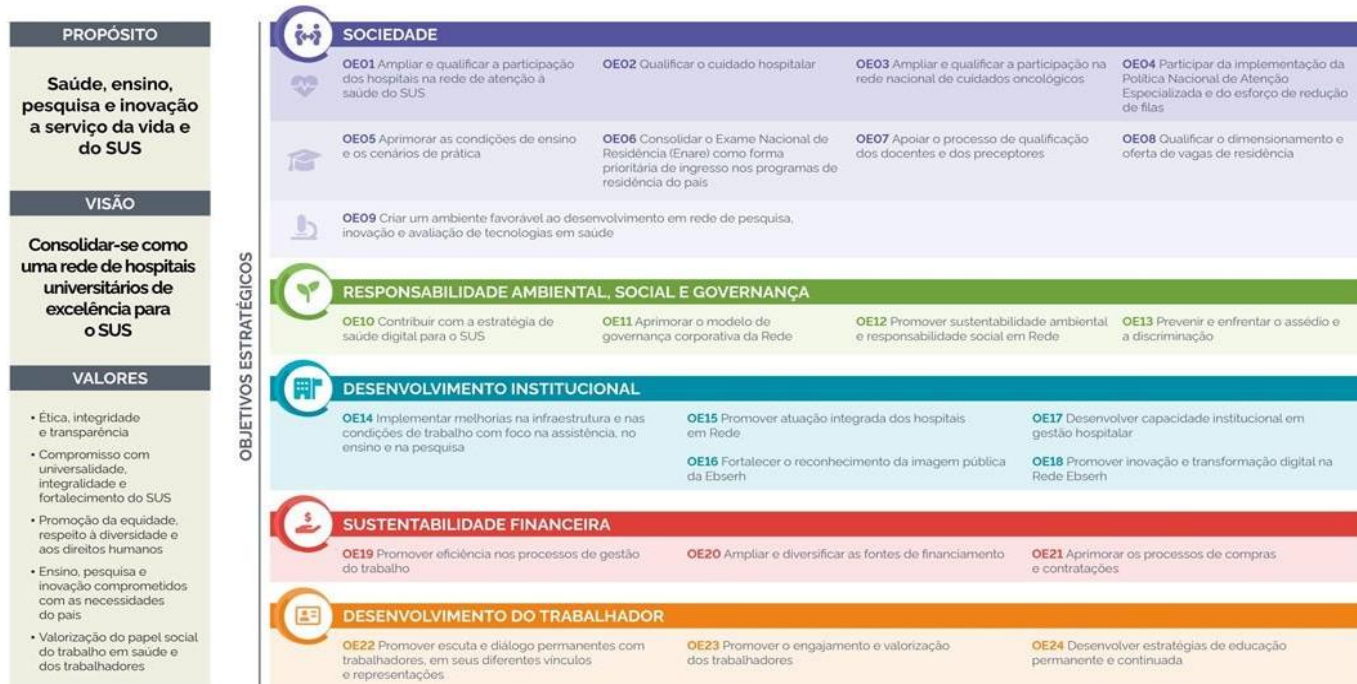 PROPÓSITO
Saúde, ensino,
pesquisa e inovação
a serviço da vida e
do SUS
VISÃO
Consolidar-se como
uma rede de hospitais
universitários de
excelência para
o SUS
VALORES
• Ética, integridade
e transparência
• Compromisso com
universalidade,
integralidade e
fortalecimento do SUS
• Promoção da equidade,
respeito à diversidade e
aos direitos humanos
• Ensino, pesquisa e
inovação comprometidos
com as necessidades
do país
• Valorização do papel social
do trabalho em saúde e
dos trabalhadores
OBJETIVOS ESTRATÉGICOS
SOCIEDADE
OE01 Ampliar e qualificar a participação
dos hospitais na rede de atenção à
saúde do SUS
OE02 Qualificar o cuidado hospitalar
OE03 Ampliar e qualificar a participação na
rede nacional de cuidados oncológicos
OE04 Participar da implementação da
Política Nacional de Atenção
Especializada e do esforço de redução
de filas
OE05 Aprimorar as condições de ensino
e os cenários de prática
OE06 Consolidar o Exame Nacional de
Residência (Enare) como forma
prioritária de ingresso nos programas de
residência do país
OE07 Apoiar o processo de qualificação
dos docentes e dos preceptores
OE08 Qualificar o dimensionamento e
oferta de vagas de residência
OE09 Criar um ambiente favorável ao desenvolvimento em rede de pesquisa,
inovação e avaliação de tecnologias em saúde
RESPONSABILIDADE AMBIENTAL, SOCIAL E GOVERNANÇA
OE10 Contribuir com a estratégia de
saúde digital para o SUS
OE11 Aprimorar o modelo de
governança corporativa da Rede
OE12 Promover sustentabilidade ambiental
e responsabilidade social em Rede
OE13 Prevenir e enfrentar o assédio e
a discriminação
DESENVOLVIMENTO INSTITUCIONAL
OE14 Implementar melhorias na infraestrutura e nas
condições de trabalho com foco na assistência, no
ensino e na pesquisa
OE15 Promover atuação integrada dos hospitais
em Rede
OE16 Fortalecer o reconhecimento da imagem pública
da Ebserh
OE17 Desenvolver capacidade institucional em
gestão hospitalar
OE18 Promover inovação e transformação digital na
Rede Ebserh
$
SUSTENTABILIDADE FINANCEIRA
OE19 Promover eficiência nos processos de gestão
do trabalho
OE20 Ampliar e diversificar as fontes de financiamento
OE21 Aprimorar os processos de compras
e contratações
DESENVOLVIMENTO DO TRABALHADOR
OE22 Promover escuta e diálogo permanentes com
trabalhadores, em seus diferentes vínculos
e representações
OE23 Promover o engajamento e valorização
dos trabalhadores
OE24 Desenvolver estratégias de educação
permanente e continuada